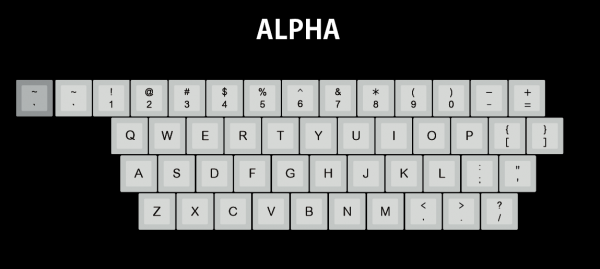 ALPHA
~ ~ ! @ # $ % ^ & * ( ) _ +
` ` 1 2 3 4 5 6 7 8 9 0 - =
Q W E R T Y U I O P { }
[ ]
A S D F G H J K L : "
; '
Z X C V B N M < > ?
, . /